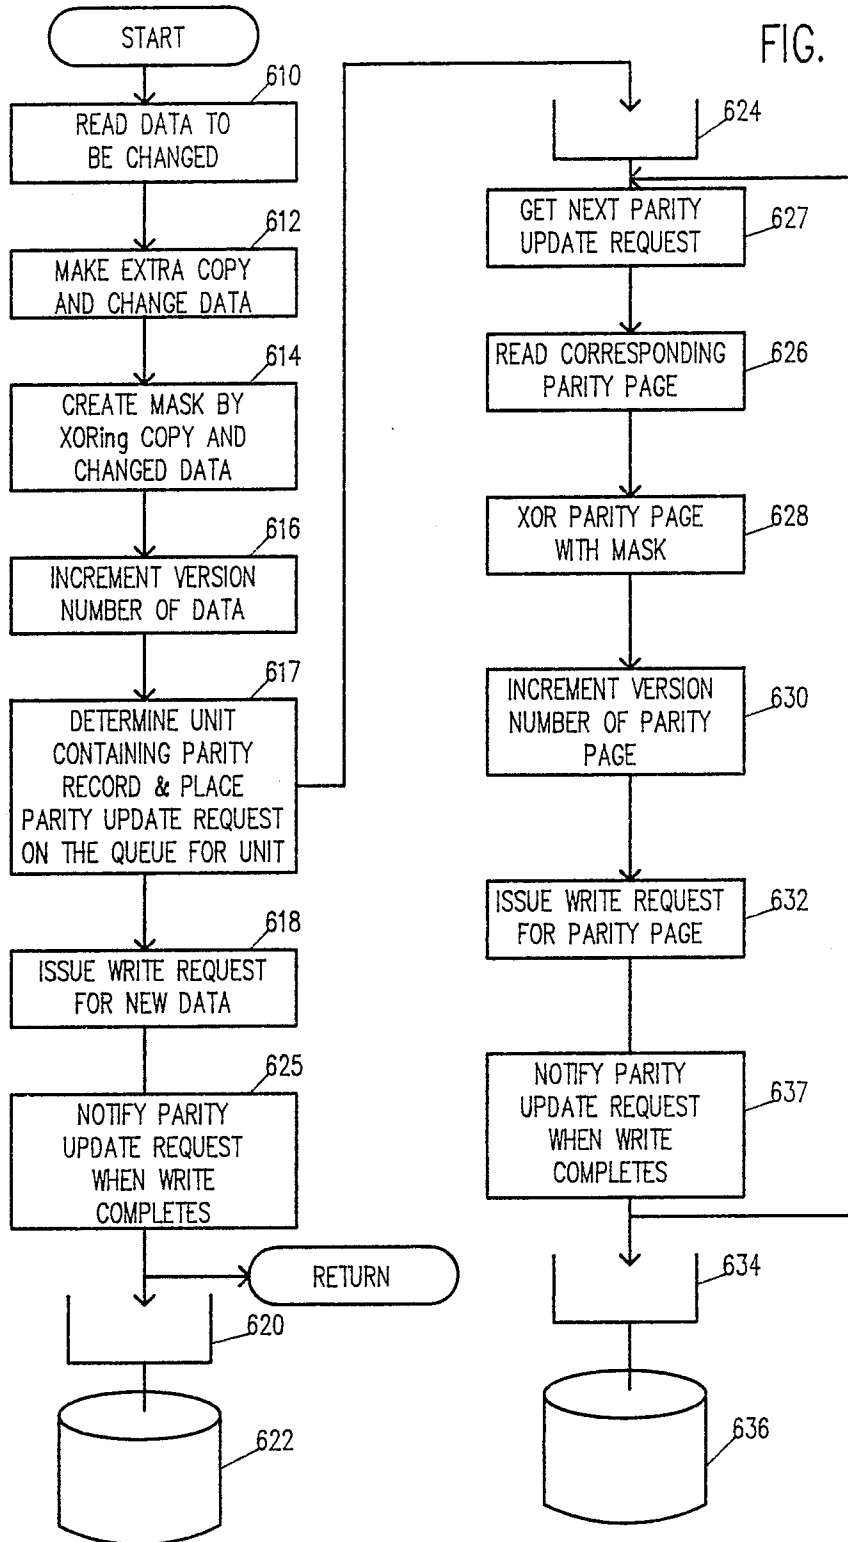 FIG.
START
610
READ DATA TO
BE CHANGED
612
MAKE EXTRA COPY
AND CHANGE DATA
614
CREATE MASK BY
XORing COPY AND
CHANGED DATA
616
INCREMENT VERSION
NUMBER OF DATA
617
DETERMINE UNIT
CONTAINING PARITY
RECORD & PLACE
PARITY UPDATE REQUEST
ON THE QUEUE FOR UNIT
618
ISSUE WRITE REQUEST
FOR NEW DATA
625
NOTIFY PARITY
UPDATE REQUEST
WHEN WRITE
COMPLETES
RETURN
620
622
624
GET NEXT PARITY
UPDATE REQUEST
627
READ CORRESPONDING
PARITY PAGE
626
XOR PARITY PAGE
WITH MASK
628
INCREMENT VERSION
NUMBER OF PARITY
PAGE
630
ISSUE WRITE REQUEST
FOR PARITY PAGE
632
NOTIFY PARITY
UPDATE REQUEST
WHEN WRITE
COMPLETES
637
634
636